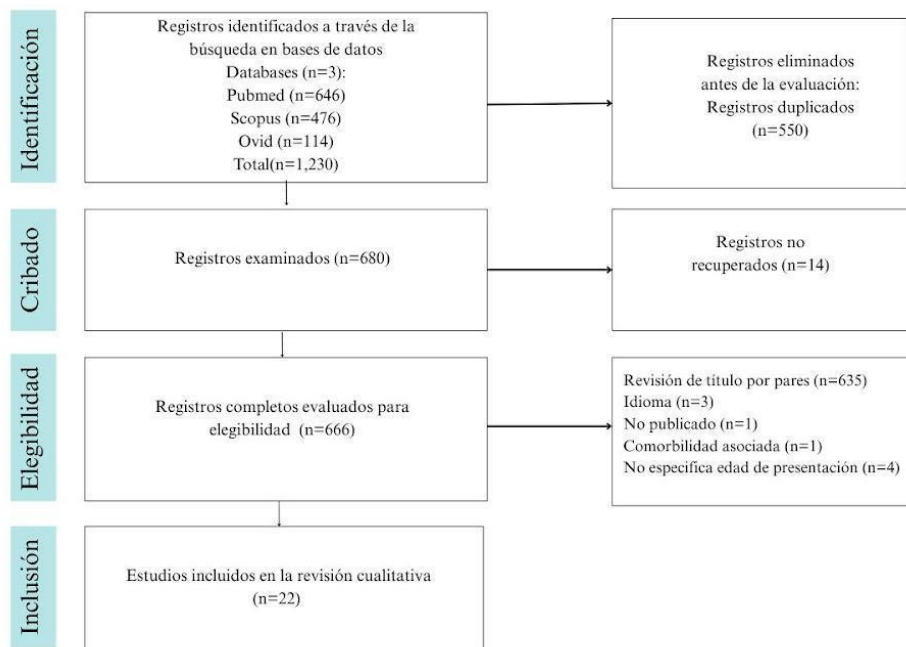 Identificación
Registros identificados a través de la
búsqueda en bases de datos
Databases (n=3):
Pubmed (n=646)
Scopus (n=476)
Ovid (n=114)
Total(n=1,230)
Registros eliminados
antes de la evaluación:
Registros duplicados
(n=550)
Cribado
Registros examinados (n=680)
Registros no
recuperados (n=14)
Elegibilidad
Registros completos evaluados para
elegibilidad (n=666)
Revisión de título por pares (n=635)
Idioma (n=3)
No publicado (n=1)
Comorbilidad asociada (n=1)
No especifica edad de presentación (n=4)
Inclusión
Estudios incluidos en la revisión cualitativa
(n=22)